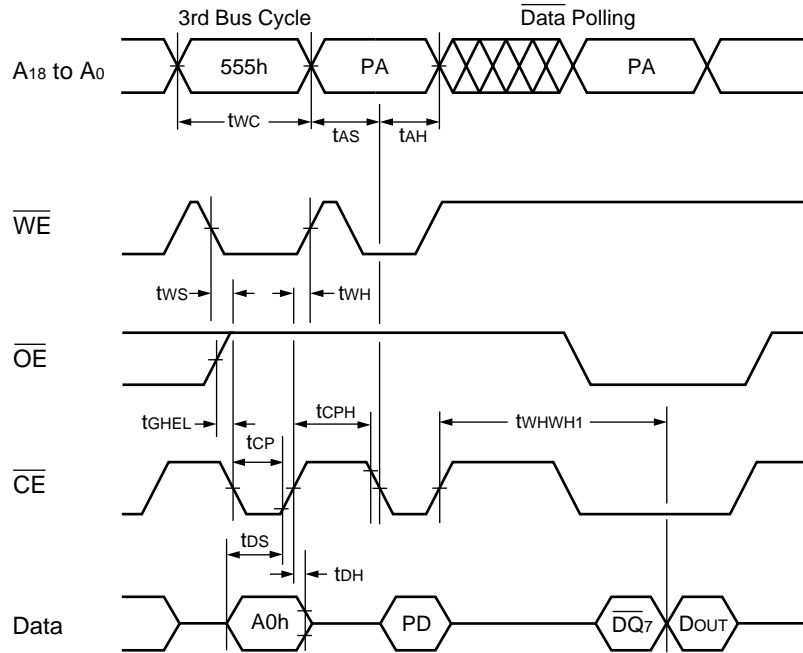 3rd Bus Cycle Data Polling
A18 to A0 555h PA PA
tWC tAS tAH
WE
tWS tWH
OE
tGHEL tCP tCPH tWHWH1
CE
tDS tDH
Data A0h PD DQ7 DOUT